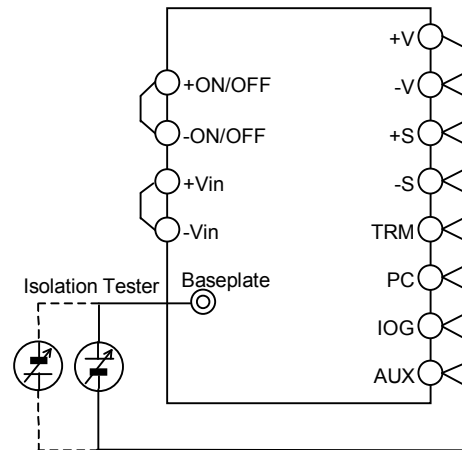 +V
+ON/OFF
-V
-ON/OFF
+S
+Vin
-S
-Vin
TRM
Isolation Tester
Baseplate
PC
IOG
AUX